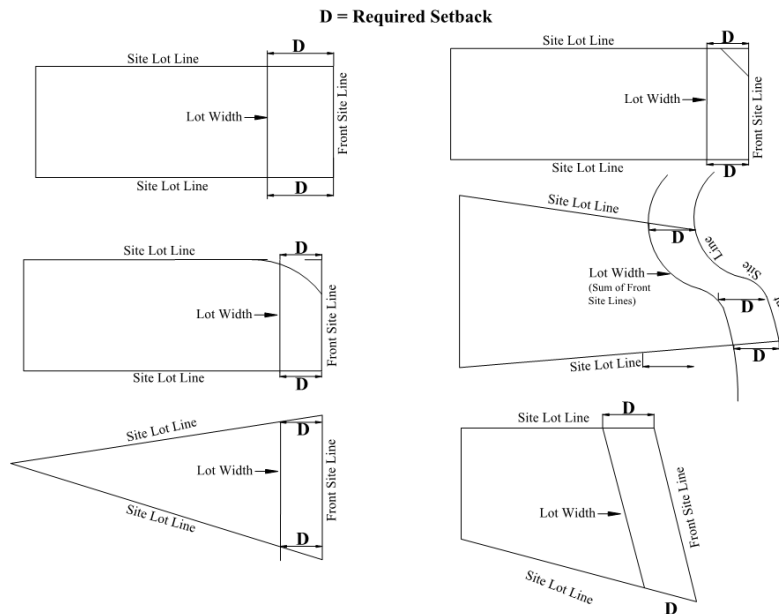 D = Required Setback
D
Site Lot Line
Lot Width
Front Site Line
Site Lot Line
D
D
Site Lot Line
Lot Width
Front Site Line
Site Lot Line
D
Site Lot Line
D
Lot Width
Front Site Line
Site Lot Line
D
Site Lot Line
D
Line
Site
Lot Width
(Sum of Front
Site Lines)
D
D
Site Lot Line
Site Lot Line
D
Lot Width
Front Site Line
Site Lot Line
D
Site Lot Line
D
Lot Width
Front Site Line
Site Lot Line
D